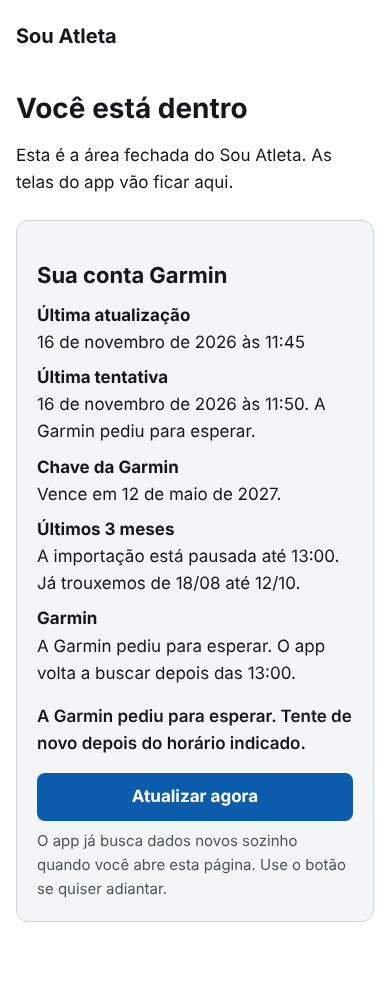 Sou Atleta
Você está dentro
Esta é a área fechada do Sou Atleta. As
telas do app vão ficar aqui.
Sua conta Garmin
Última atualização
16 de novembro de 2026 às 11:45
Última tentativa
16 de novembro de 2026 às 11:50. A
Garmin pediu para esperar.
Chave da Garmin
Vence em 12 de maio de 2027.
Últimos 3 meses
A importação está pausada até 13:00.
Já trouxemos de 18/08 até 12/10.
Garmin
A Garmin pediu para esperar. O app
volta a buscar depois das 13:00.
A Garmin pediu para esperar. Tente de
novo depois do horário indicado.
Atualizar agora
O app já busca dados novos sozinho
quando você abre esta página. Use o botão
se quiser adiantar.